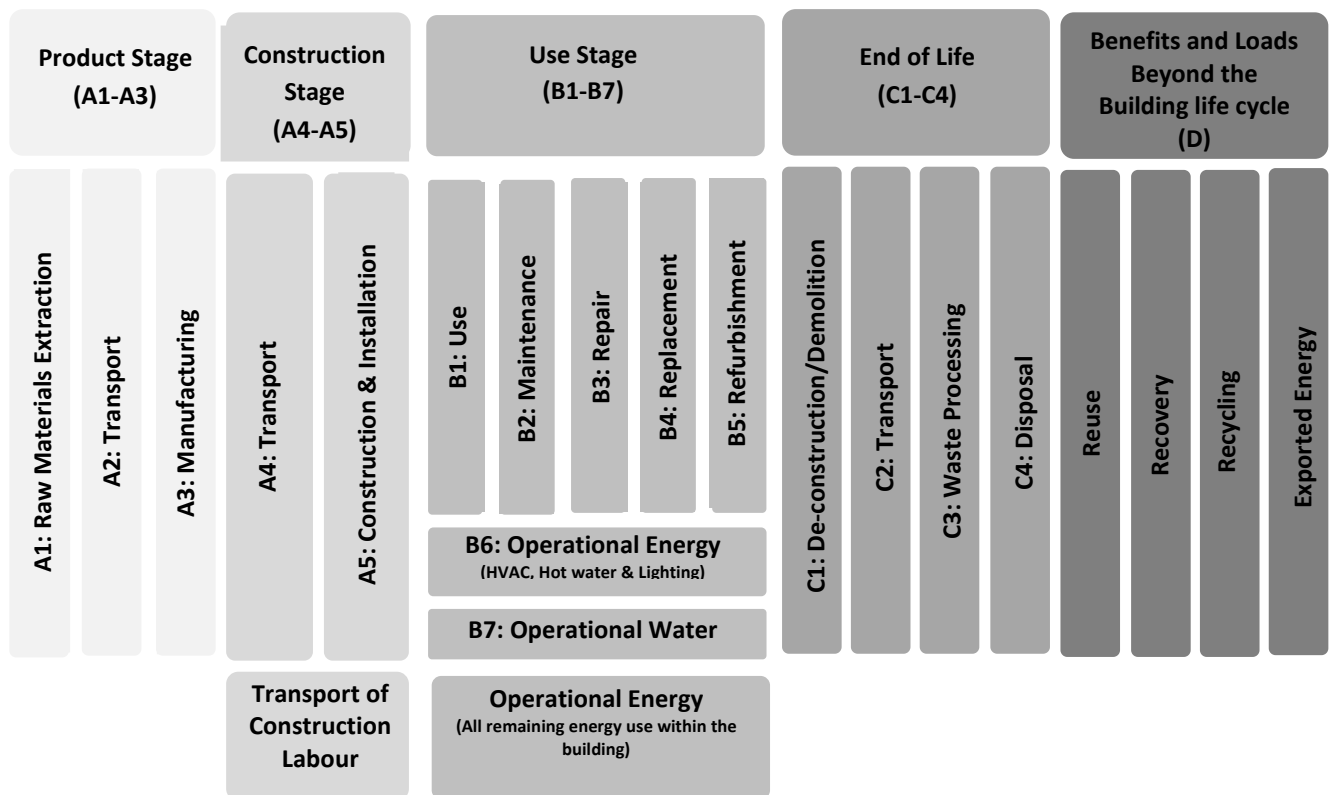 Product Stage
(A1-A3)
Construction
Stage
(A4-A5)
Use Stage
(B1-B7)
End of Life
(C1-C4)
Benefits and Loads
Beyond the
Building life cycle
(D)
A1: Raw Materials Extraction
A2: Transport
A3: Manufacturing
A4: Transport
A5: Construction & Installation
B1: Use
B2: Maintenance
B3: Repair
B4: Replacement
B5: Refurbishment
B6: Operational Energy
(HVAC, Hot water & Lighting)
B7: Operational Water
C1: De-construction/Demolition
C2: Transport
C3: Waste Processing
C4: Disposal
Reuse
Recovery
Recycling
Exported Energy
Transport of
Construction
Labour
Operational Energy
(All remaining energy use within the
building)